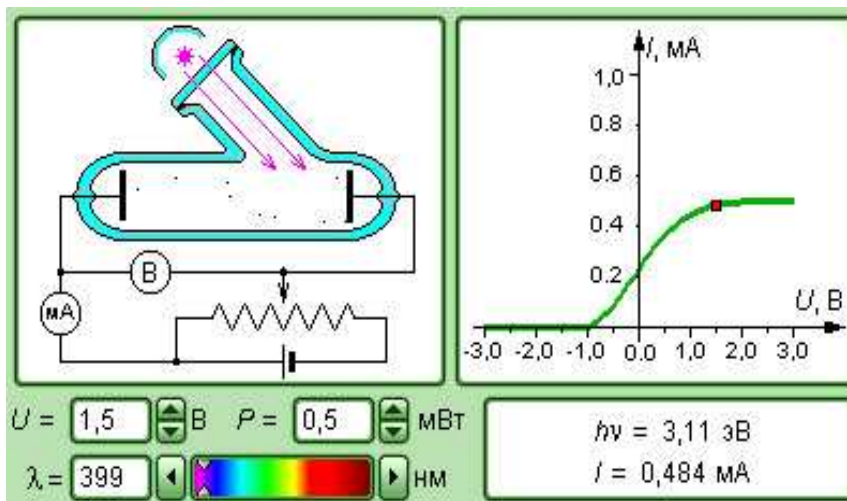 В
мА
I, мА
1,0
0.8
0.6
0.4
0.2
U, В
-3,0 -2,0 -1,0 0.0 1,0 2,0 3,0
U = 1,5 В P = 0,5 мВт
λ = 399 нм
hν = 3,11 эВ
I = 0,484 мА